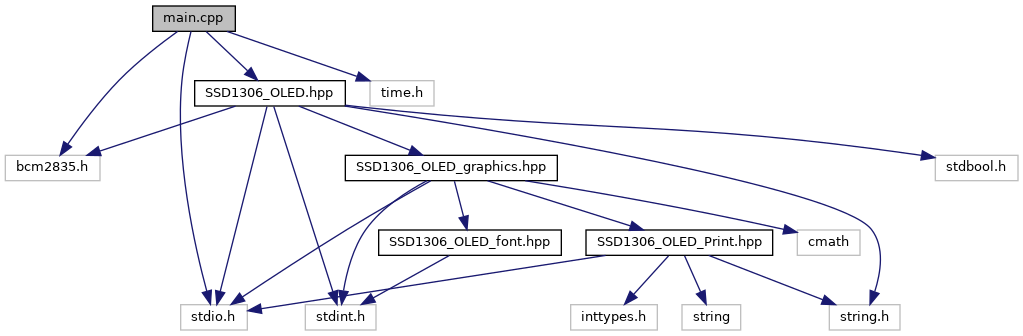 main.cpp
SSD1306_OLED.hpp
time.h
bcm2835.h
SSD1306_OLED_graphics.hpp
stdbool.h
SSD1306_OLED_font.hpp
SSD1306_OLED_Print.hpp
cmath
stdio.h
stdint.h
inttypes.h
string
string.h